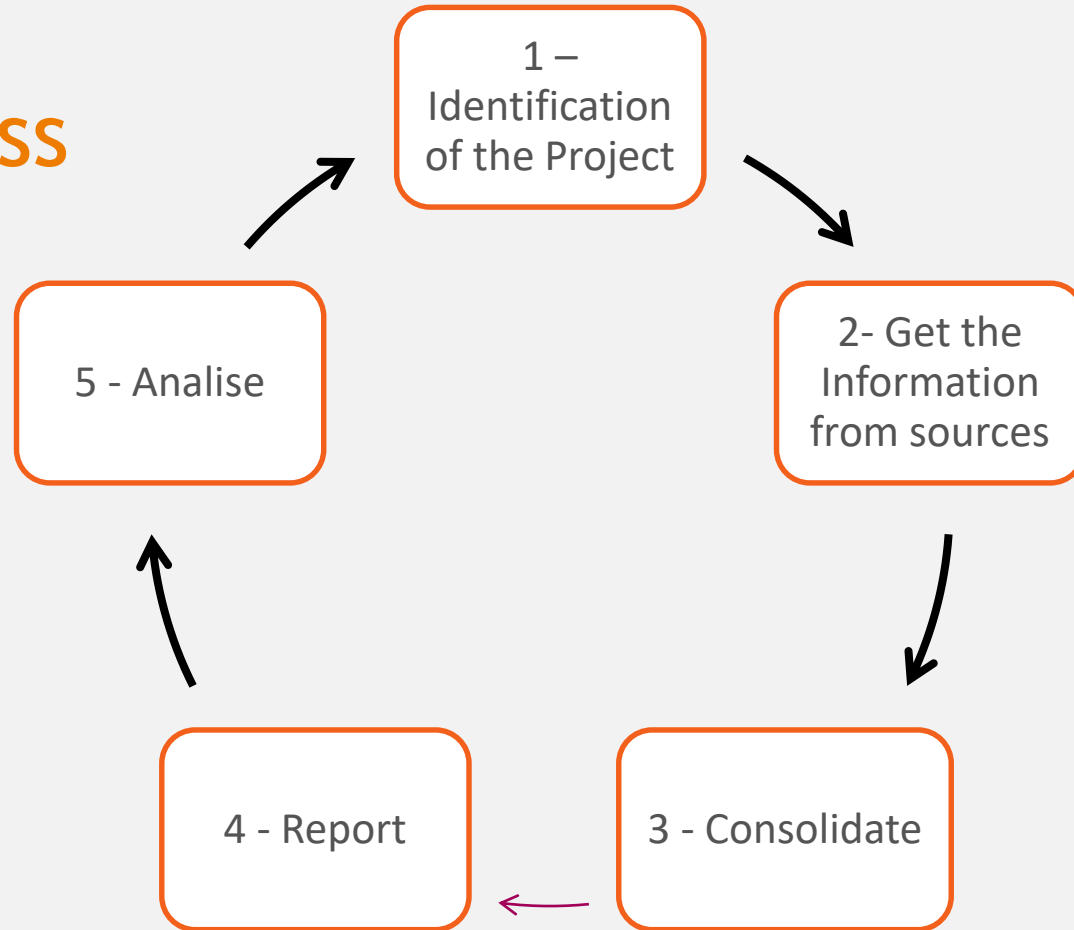 ss
1 –
Identification
of the Project
2- Get the
Information
from sources
3 - Consolidate
4 - Report
5 - Analise